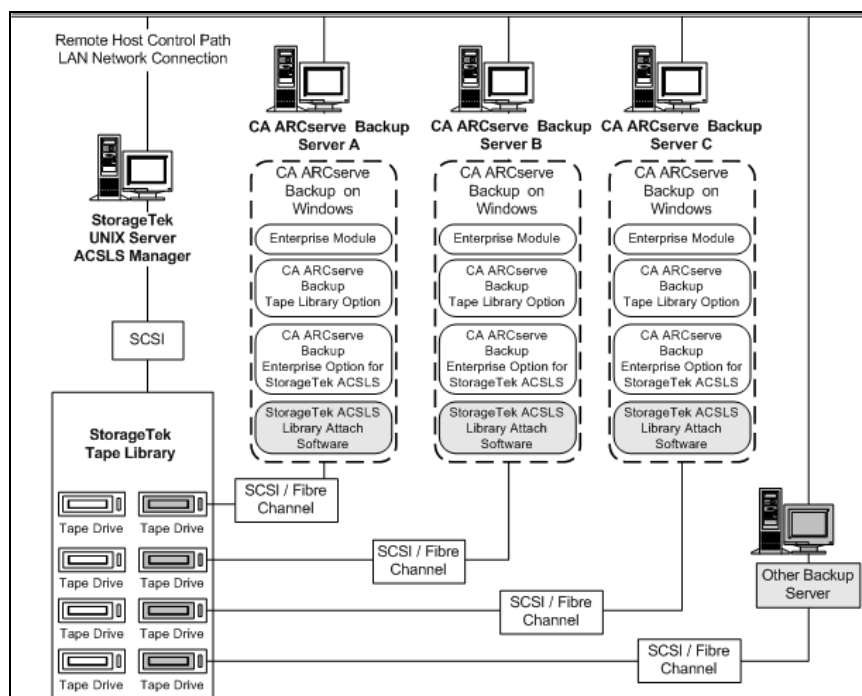 Remote Host Control Path
LAN Network Connection
StorageTek
UNIX Server
ACSLS Manager
SCSI
StorageTek
Tape Library
Tape Drive
Tape Drive
Tape Drive
Tape Drive
Tape Drive
Tape Drive
Tape Drive
Tape Drive
CA ARCserve Backup
Server A
CA ARCserve
Backup on
Windows
Enterprise Module
CA ARCserve
Backup
Tape Library Option
CA ARCserve
Backup
Enterprise Option for
StorageTek ACSLS
StorageTek ACSLS
Library Attach
Software
SCSI / Fibre
Channel
CA ARCserve Backup
Server B
CA ARCserve
Backup on
Windows
Enterprise Module
CA ARCserve
Backup
Tape Library Option
CA ARCserve
Backup
Enterprise Option for
StorageTek ACSLS
StorageTek ACSLS
Library Attach
Software
SCSI / Fibre
Channel
CA ARCserve Backup
Server C
CA ARCserve
Backup on
Windows
Enterprise Module
CA ARCserve
Backup
Tape Library Option
CA ARCserve
Backup
Enterprise Option for
StorageTek ACSLS
StorageTek ACSLS
Library Attach
Software
SCSI / Fibre
Channel
Other Backup
Server
SCSI / Fibre
Channel